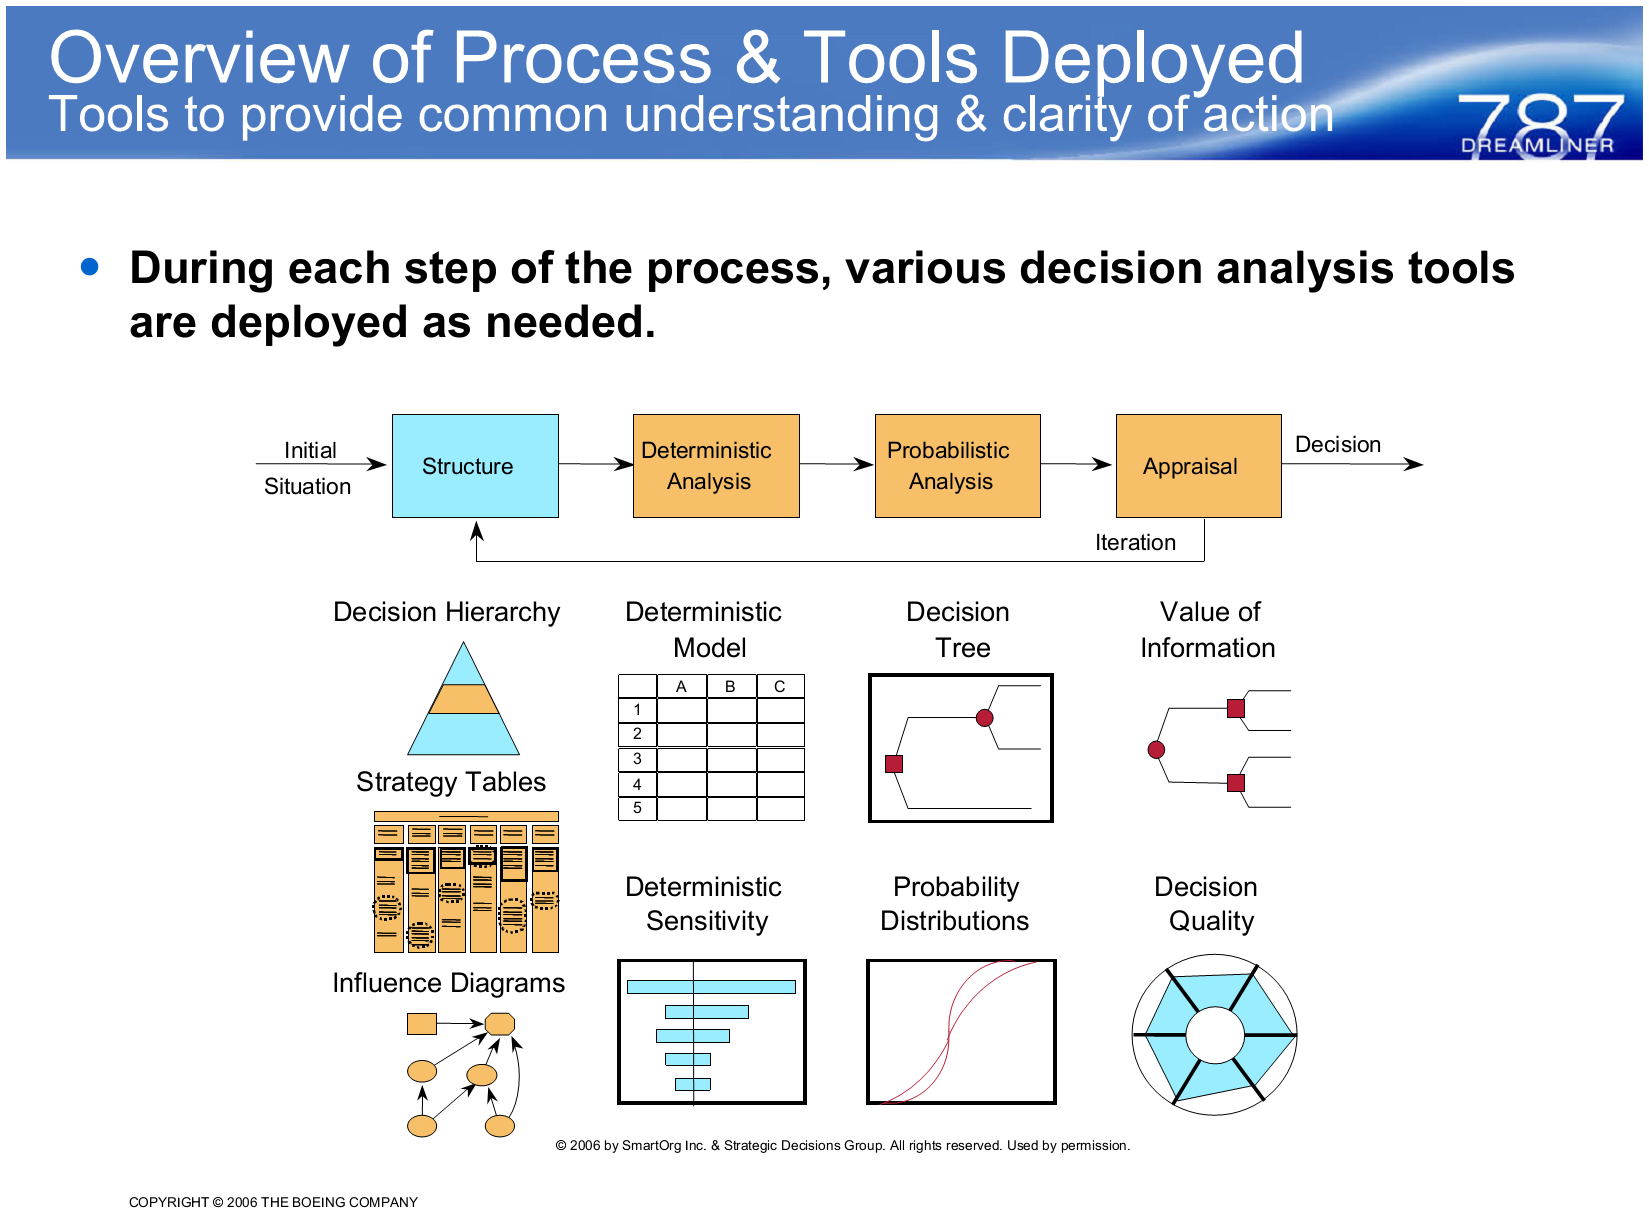 Overview of Process & Tools Deployed
Tools to provide common understanding & clarity of action
787
DREAMLINER
• During each step of the process, various decision analysis tools
are deployed as needed.
Initial
Situation
Structure
Deterministic
Analysis
Probabilistic
Analysis
Appraisal
Decision
Iteration
Decision Hierarchy
Strategy Tables
Influence Diagrams
Deterministic
Model
A B C
1
2
3
4
5
Deterministic
Sensitivity
Decision
Tree
Probability
Distributions
Value of
Information
Decision
Quality
© 2006 by SmartOrg Inc. & Strategic Decisions Group. All rights reserved. Used by permission.
COPYRIGHT © 2006 THE BOEING COMPANY